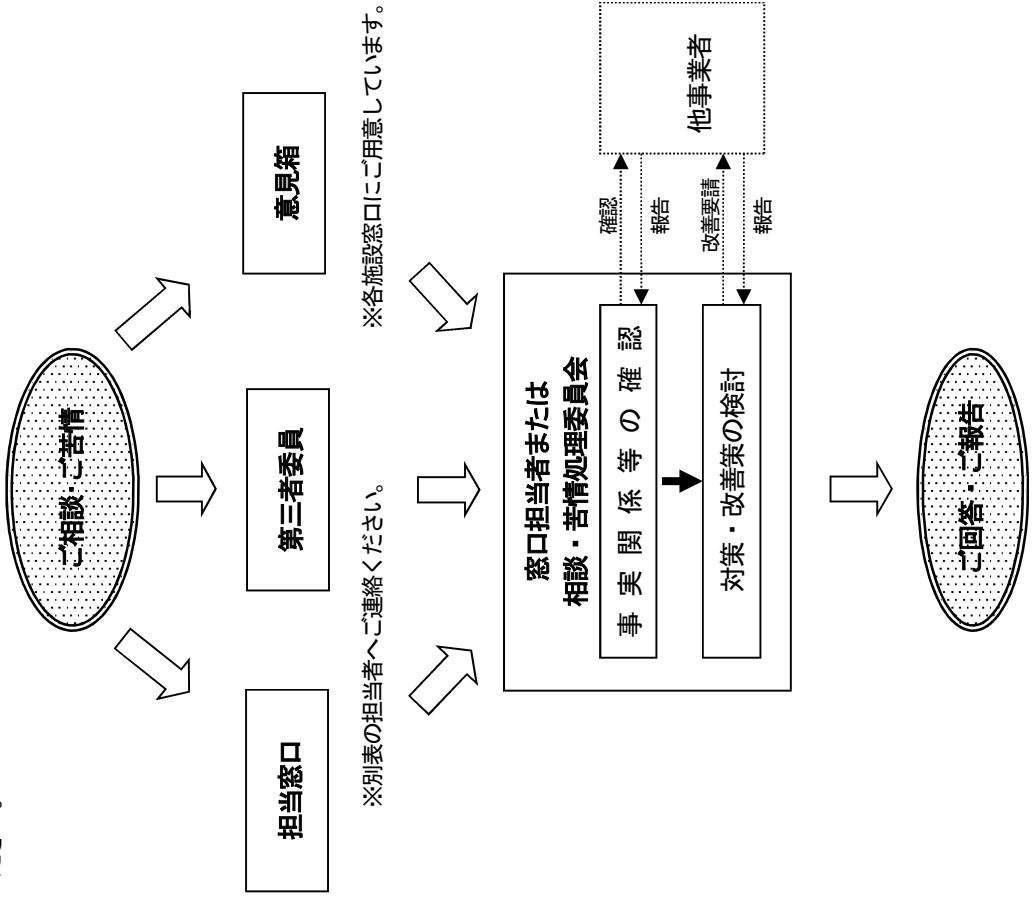 ご相談・ご苦情
担当窓口
第三者委員
意見箱
※別表の担当者へご連絡ください。
※各施設窓口にご用意しています。
窓口担当者または
相談・苦情処理委員会
事実関係等の確認
対策・改善策の検討
確認
報告
改善要請
報告
他事業者
ご回答・ご報告